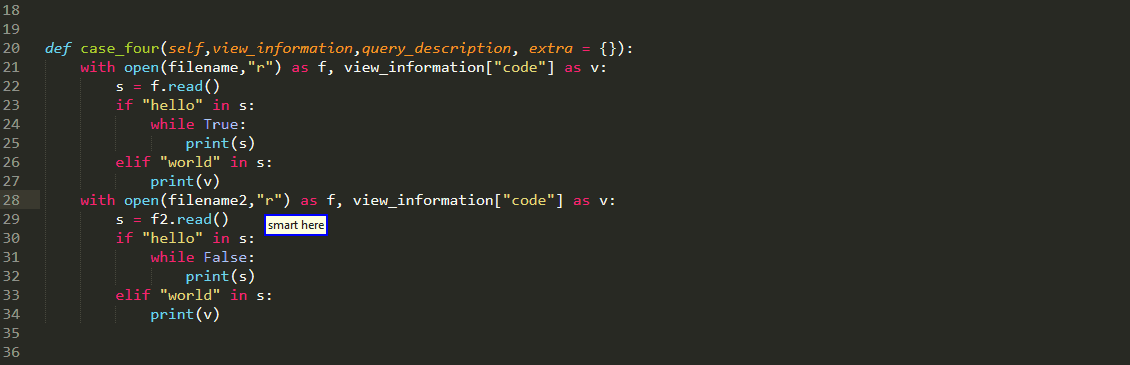 18
19
20 def case_four(self,view_information,query_description, extra = {}):
21     with open(filename,"r") as f, view_information["code"] as v:
22         s = f.read()
23         if "hello" in s:
24             while True:
25                 print(s)
26         elif "world" in s:
27             print(v)
28     with open(filename2,"r") as f, view_information["code"] as v:
29         s = f2.read()
smart here
30         if "hello" in s:
31             while False:
32                 print(s)
33         elif "world" in s:
34             print(v)
35
36